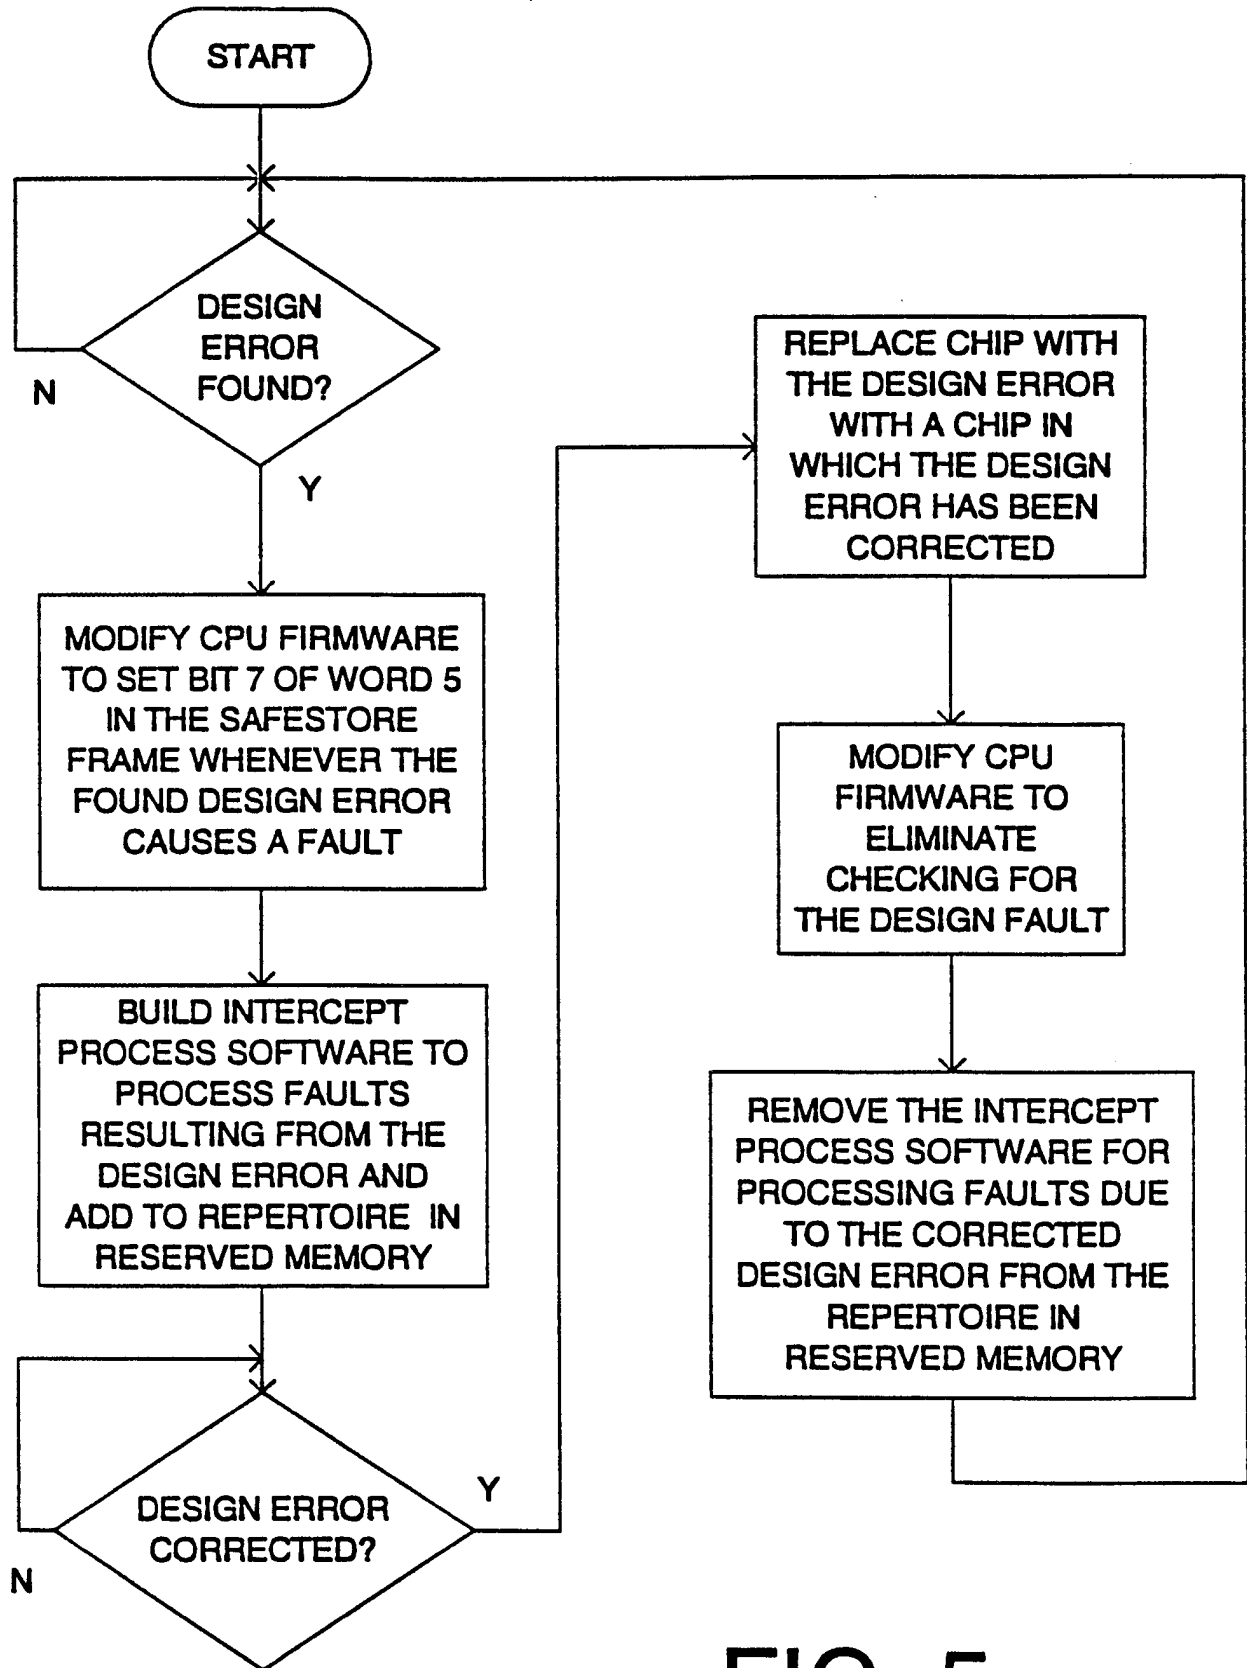 START
DESIGN
ERROR
FOUND?
N
Y
MODIFY CPU FIRMWARE
TO SET BIT 7 OF WORD 5
IN THE SAFESTORE
FRAME WHENEVER THE
FOUND DESIGN ERROR
CAUSES A FAULT
BUILD INTERCEPT
PROCESS SOFTWARE TO
PROCESS FAULTS
RESULTING FROM THE
DESIGN ERROR AND
ADD TO REPERTOIRE IN
RESERVED MEMORY
DESIGN ERROR
CORRECTED?
N
Y
REPLACE CHIP WITH
THE DESIGN ERROR
WITH A CHIP IN
WHICH THE DESIGN
ERROR HAS BEEN
CORRECTED
MODIFY CPU
FIRMWARE TO
ELIMINATE
CHECKING FOR
THE DESIGN FAULT
REMOVE THE INTERCEPT
PROCESS SOFTWARE FOR
PROCESSING FAULTS DUE
TO THE CORRECTED
DESIGN ERROR FROM THE
REPERTOIRE IN
RESERVED MEMORY
FIG. 5